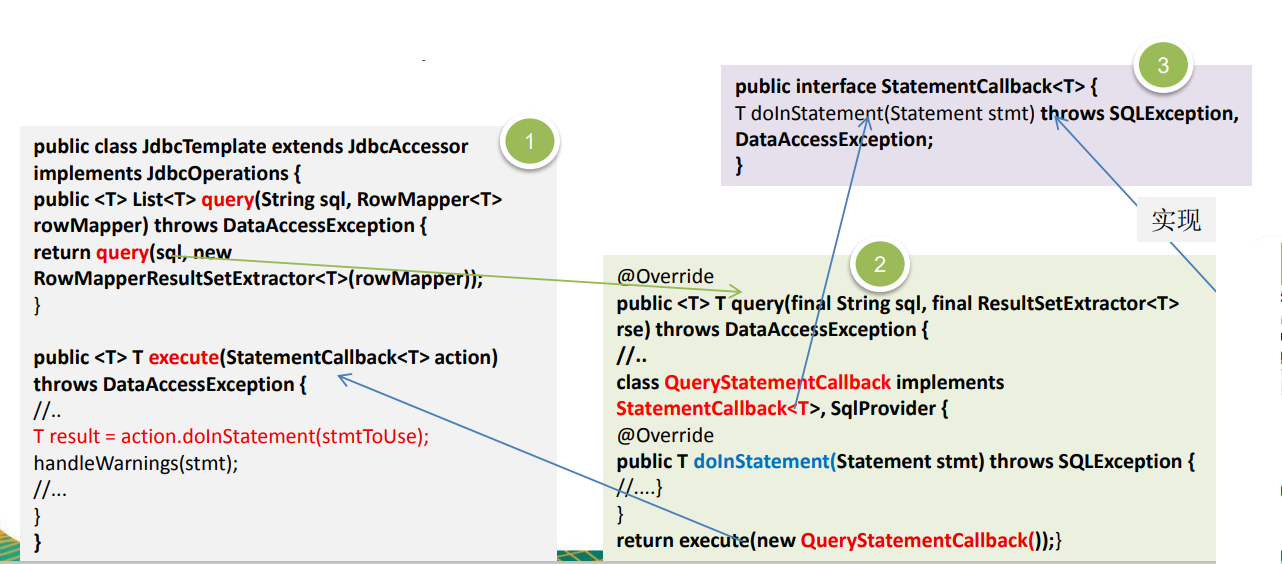 1
public class JdbcTemplate extends JdbcAccessor
implements JdbcOperations {
public <T> List<T> query(String sql, RowMapper<T>
rowMapper) throws DataAccessException {
return query(sql, new
RowMapperResultSetExtractor<T>(rowMapper));
}
public <T> T execute(StatementCallback<T> action)
throws DataAccessException {
//..
T result = action.doInStatement(stmtToUse);
handleWarnings(stmt);
//...
}
}
3
public interface StatementCallback<T> {
T doInStatement(Statement stmt) throws SQLException,
DataAccessException;
}
实现
2
@Override
public <T> T query(final String sql, final ResultSetExtractor<T>
rse) throws DataAccessException {
//..
class QueryStatementCallback implements
StatementCallback<T>, SqlProvider {
@Override
public T doInStatement(Statement stmt) throws SQLException {
//....}
}
return execute(new QueryStatementCallback());}